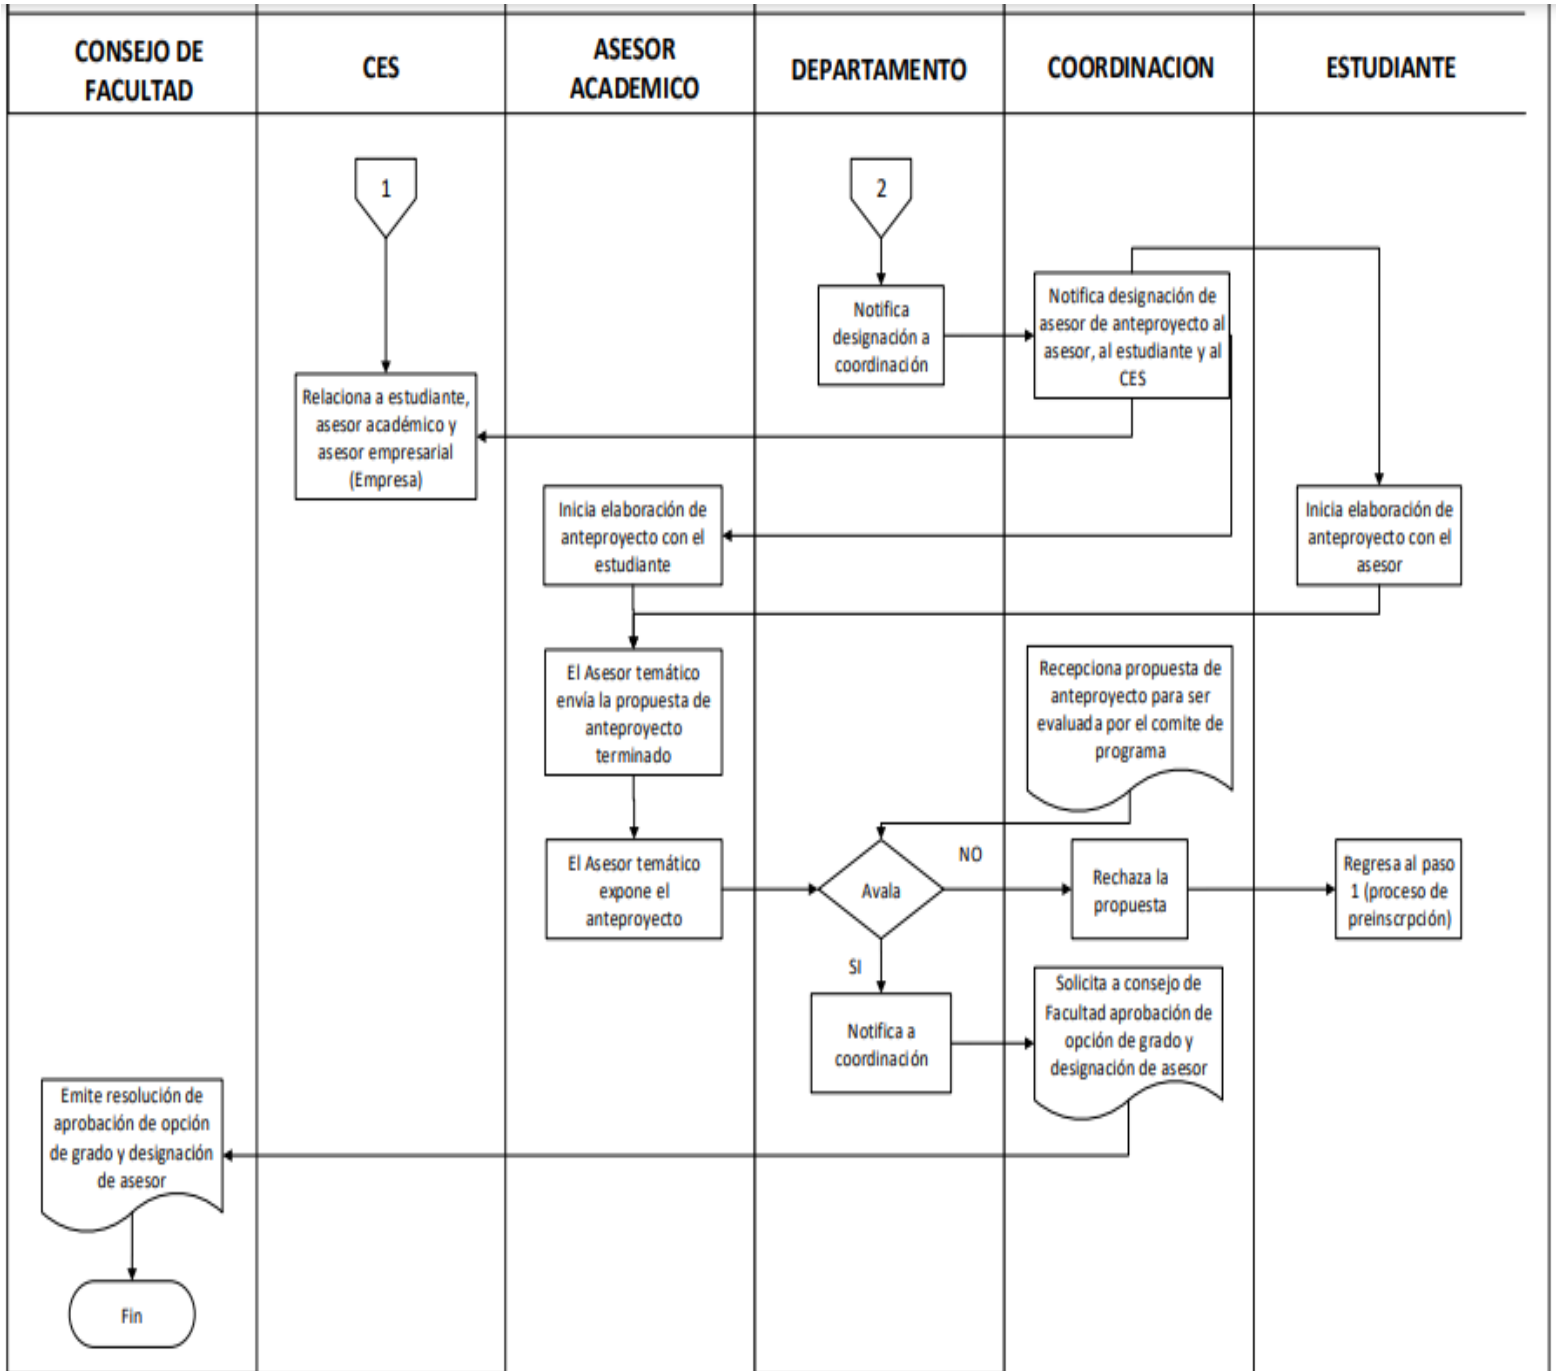 CONSEJO DE
FACULTAD
CES
ASESOR
ACADEMICO
DEPARTAMENTO
COORDINACION
ESTUDIANTE
1
2
Notifica
designación a
coordinación
Notifica designación de
asesor de anteproyecto al
asesor, al estudiante y al
CES
Relaciona a estudiante,
asesor académico y
asesor empresarial
(Empresa)
Inicia elaboración de
anteproyecto con el
estudiante
Inicia elaboración de
anteproyecto con el
asesor
El Asesor temático
envía la propuesta de
anteproyecto
terminado
Recepciona propuesta de
anteproyecto para ser
evaluada por el comite de
programa
El Asesor temático
expone el
anteproyecto
Avala
NO
Rechaza la
propuesta
Regresa al paso
1 (proceso de
preinscrpción)
SI
Notifica a
coordinación
Solicita a consejo de
Facultad aprobación de
opción de grado y
designación de asesor
Emite resolución de
aprobación de opción
de grado y designación
de asesor
Fin